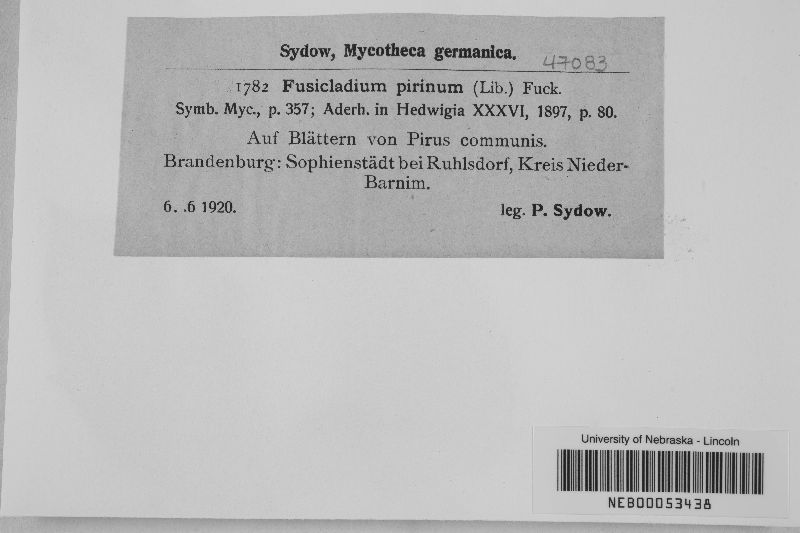 Sydow, Mycotheca germanica.
47083
1782 Fusicladium pirinum (Lib.) Fuck.
Symb. Myc., p. 357; Aderh. in Hedwigia XXXVI, 1897, p. 80.
Auf Blättern von Pirus communis.
Brandenburg: Sophienstädt bei Ruhlsdorf, Kreis Nieder-
Barnim.
6. .6 1920. leg. P. Sydow.
University of Nebraska - Lincoln
NEB00053438